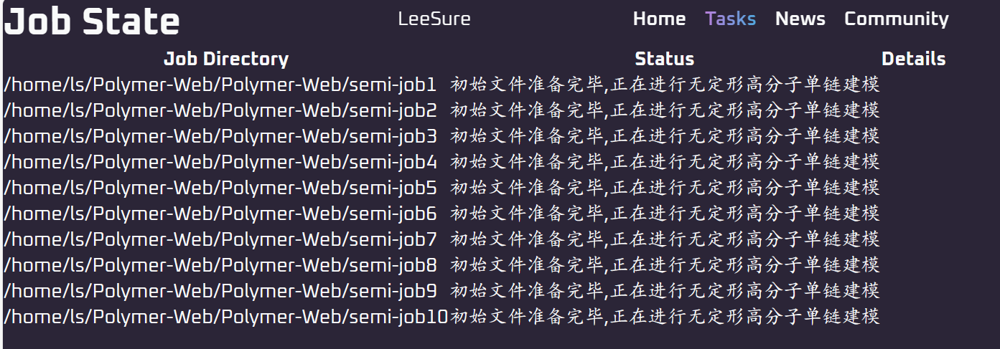 Job State LeeSure Home Tasks News Community
Job Directory Status Details
/home/ls/Polymer-Web/Polymer-Web/semi-job1 初始文件准备完毕,正在进行无定形高分子单链建模
/home/ls/Polymer-Web/Polymer-Web/semi-job2 初始文件准备完毕,正在进行无定形高分子单链建模
/home/ls/Polymer-Web/Polymer-Web/semi-job3 初始文件准备完毕,正在进行无定形高分子单链建模
/home/ls/Polymer-Web/Polymer-Web/semi-job4 初始文件准备完毕,正在进行无定形高分子单链建模
/home/ls/Polymer-Web/Polymer-Web/semi-job5 初始文件准备完毕,正在进行无定形高分子单链建模
/home/ls/Polymer-Web/Polymer-Web/semi-job6 初始文件准备完毕,正在进行无定形高分子单链建模
/home/ls/Polymer-Web/Polymer-Web/semi-job7 初始文件准备完毕,正在进行无定形高分子单链建模
/home/ls/Polymer-Web/Polymer-Web/semi-job8 初始文件准备完毕,正在进行无定形高分子单链建模
/home/ls/Polymer-Web/Polymer-Web/semi-job9 初始文件准备完毕,正在进行无定形高分子单链建模
/home/ls/Polymer-Web/Polymer-Web/semi-job10 初始文件准备完毕,正在进行无定形高分子单链建模